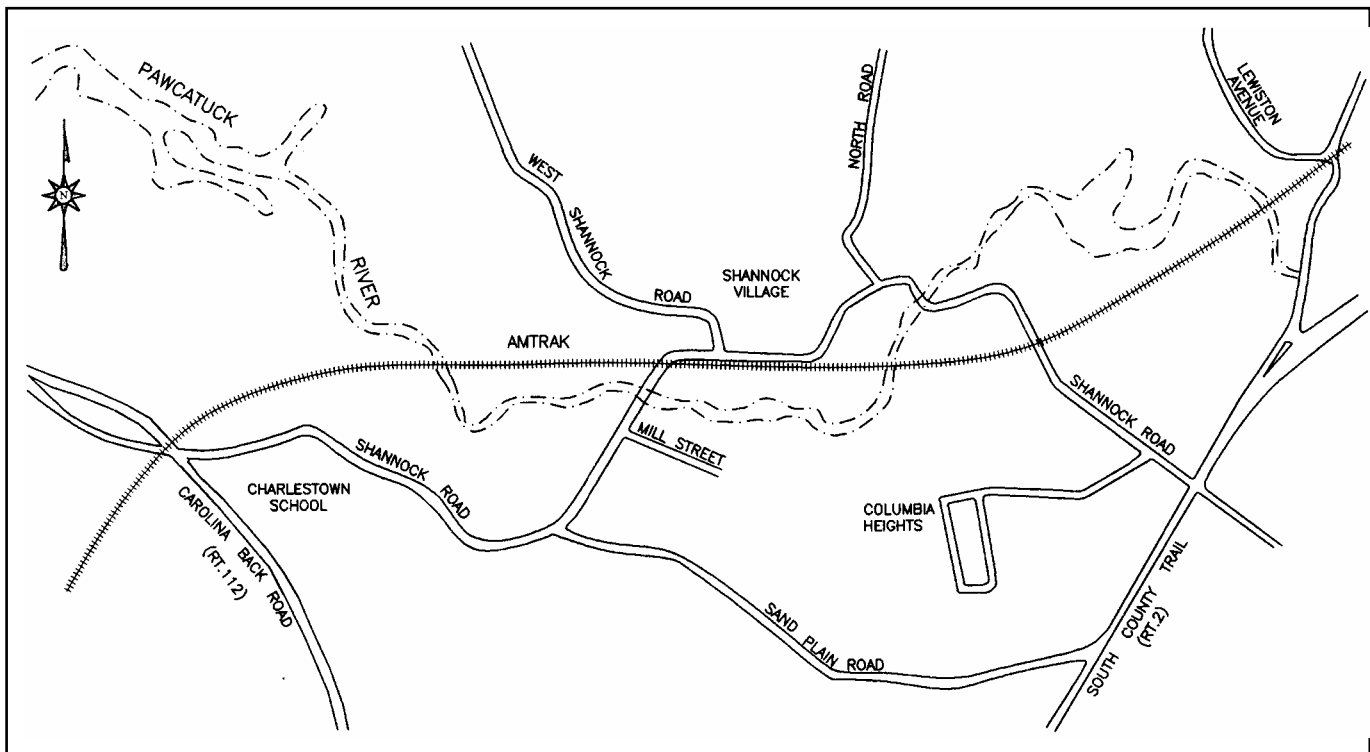 PAWCATUCK
RIVER
N
WEST
SHANNOCK
ROAD
NORTH ROAD
LEWISTON
AVENUE
SHANNOCK
VILLAGE
AMTRAK
SHANNOCK ROAD
MILL STREET
SHANNOCK
ROAD
CHARLESTOWN
SCHOOL
CAROLINA BACK ROAD
(RT.112)
COLUMBIA
HEIGHTS
SAND PLAIN ROAD
SOUTH COUNTY TRAIL
(RT.2)